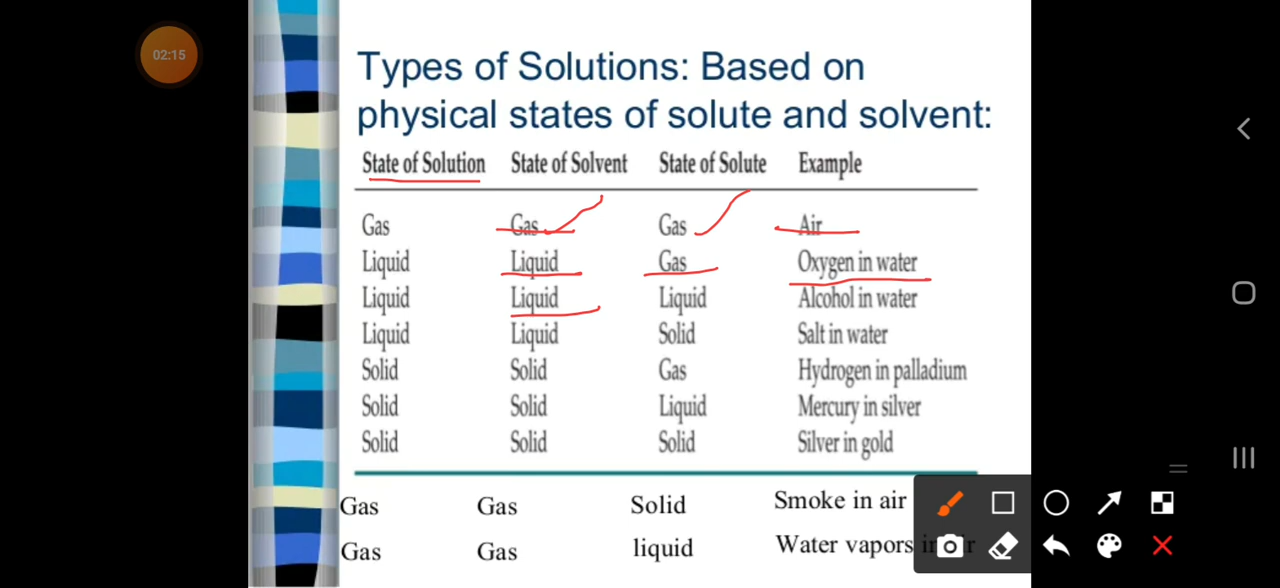 02:15
Types of Solutions: Based on
physical states of solute and solvent:
State of Solution State of Solvent State of Solute Example
Gas Gas Gas Air
Liquid Liquid Gas Oxygen in water
Liquid Liquid Liquid Alcohol in water
Liquid Liquid Solid Salt in water
Solid Solid Gas Hydrogen in palladium
Solid Solid Liquid Mercury in silver
Solid Solid Solid Silver in gold
Gas Gas Solid Smoke in air
Gas Gas liquid Water vapors